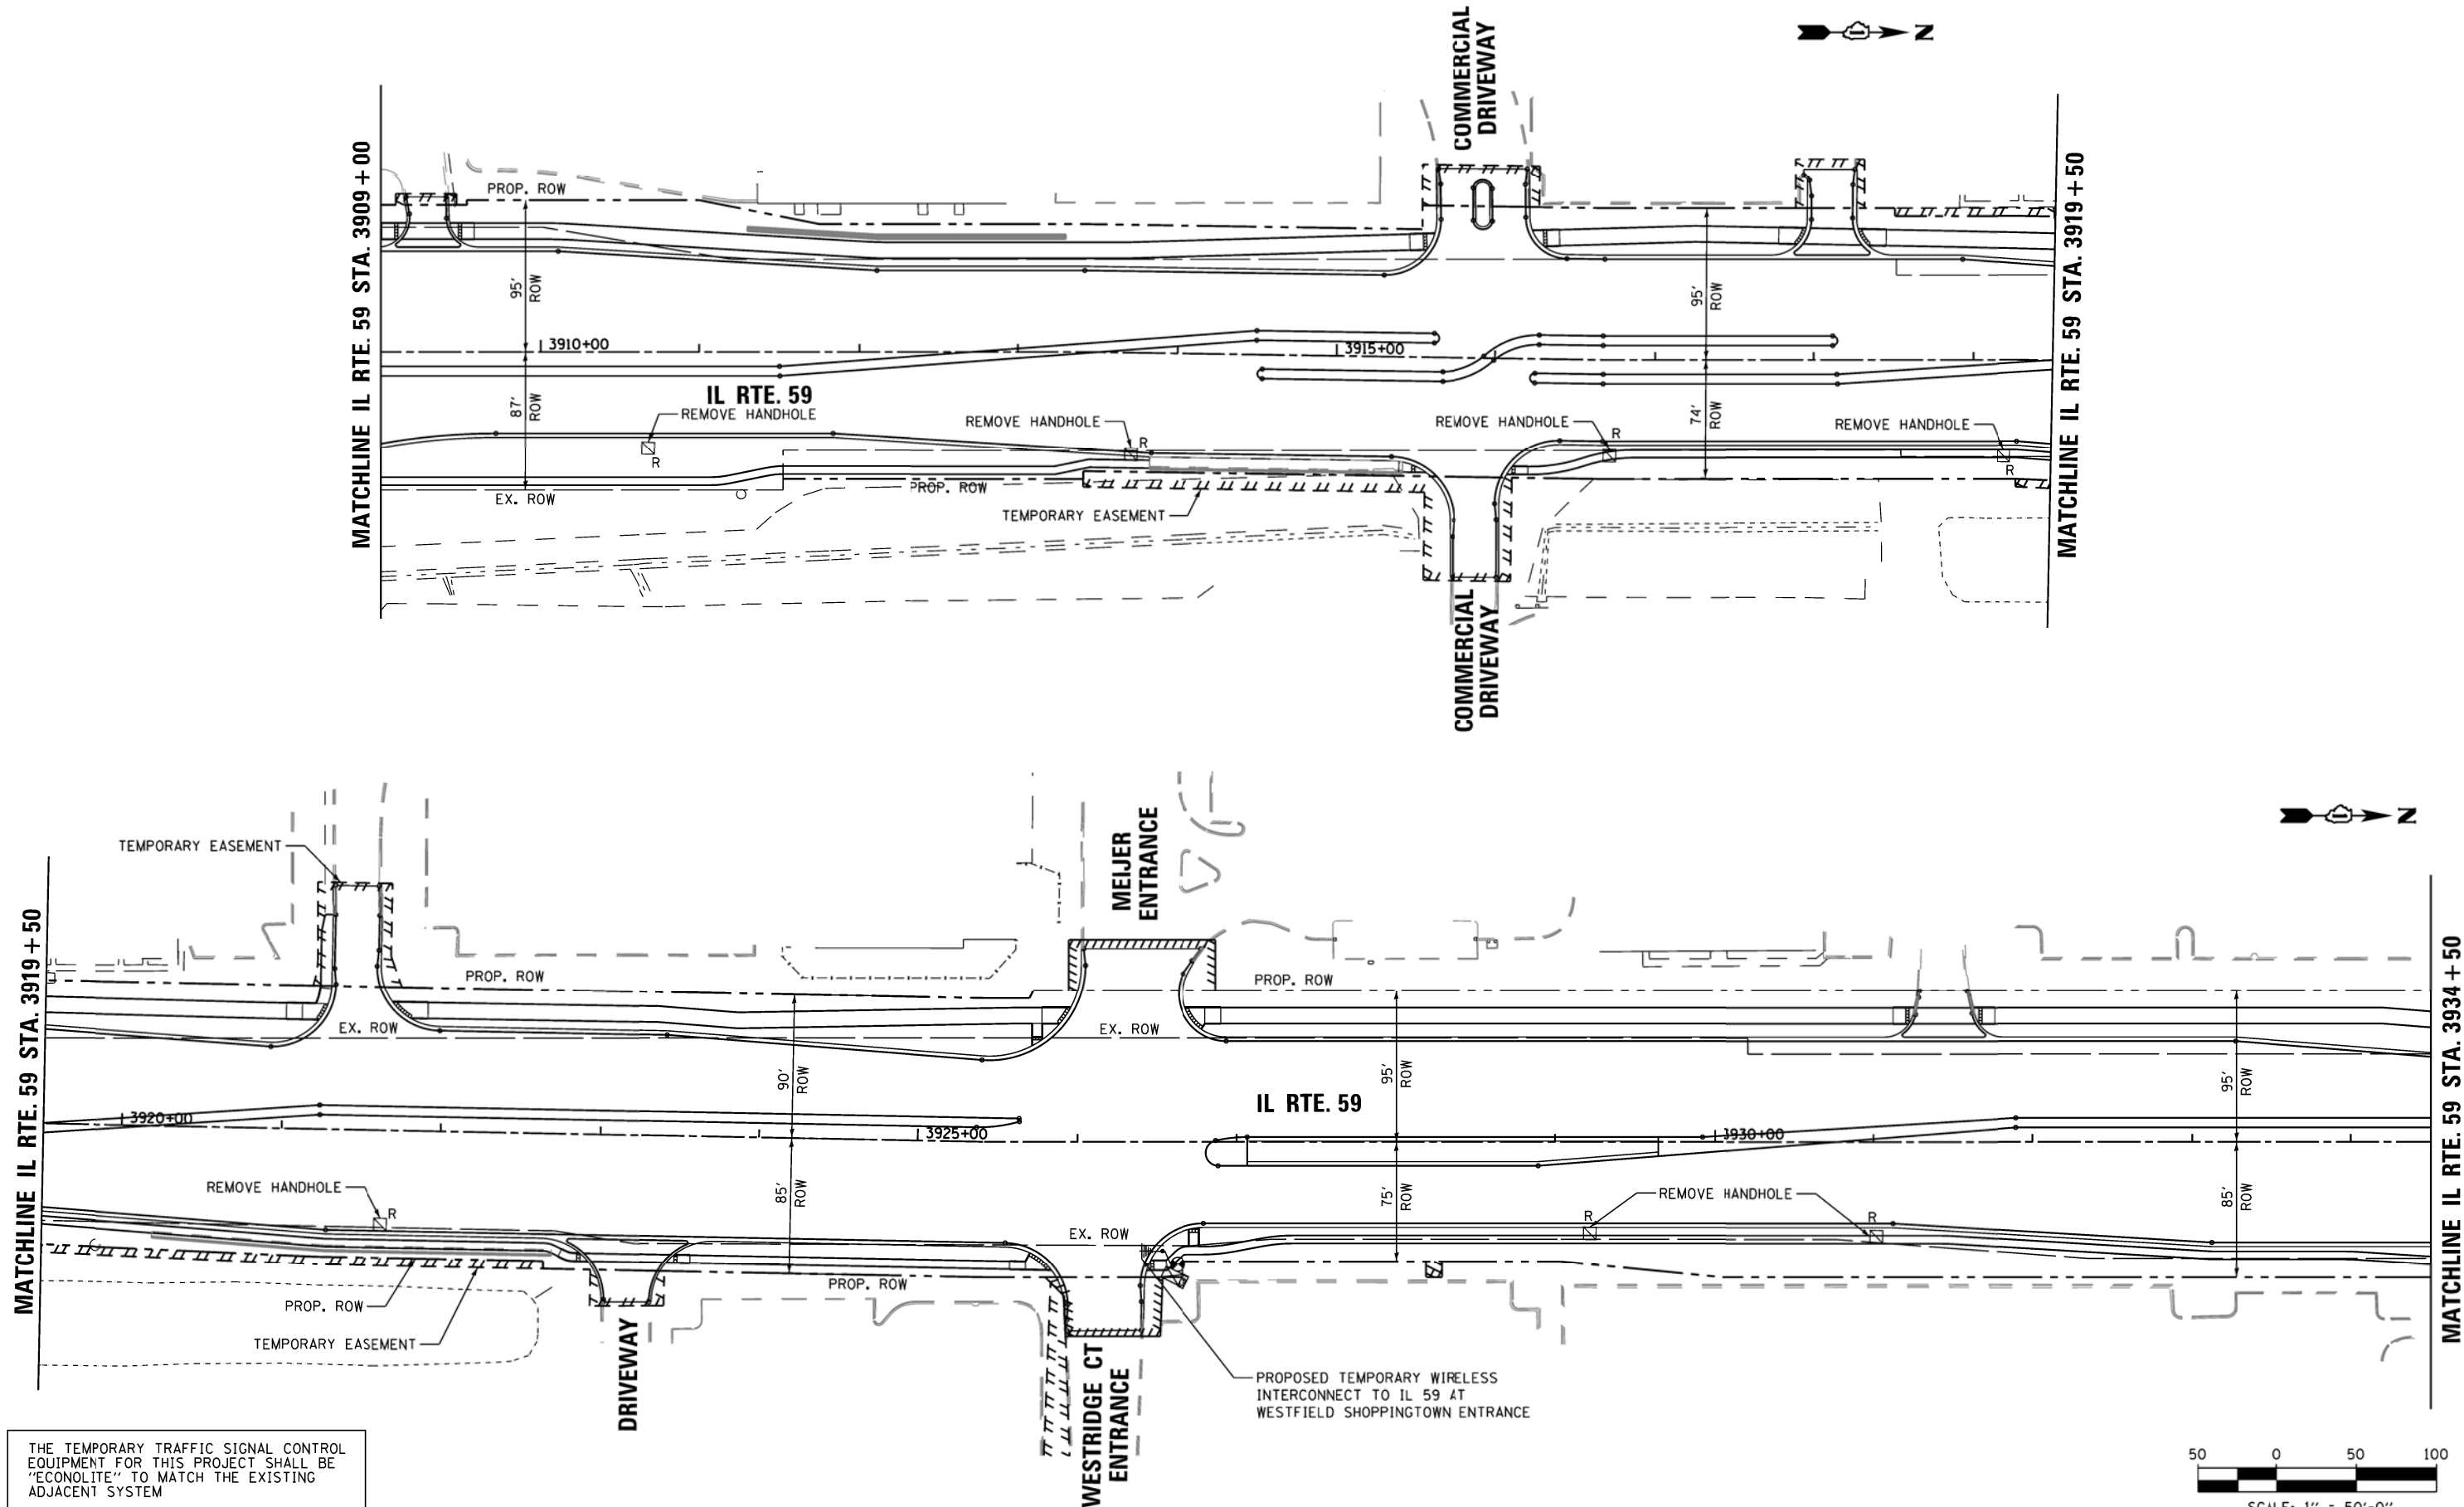 COMMERCIAL
DRIVEWAY
N
MATCHLINE IL RTE. 59 STA. 3909+00
PROP. ROW
95'
ROW
3910+00
87'
ROW
IL RTE. 59
REMOVE HANDHOLE
R
REMOVE HANDHOLE
R
EX. ROW
PROP. ROW
TEMPORARY EASEMENT
3915+00
95'
ROW
74'
ROW
REMOVE HANDHOLE
R
REMOVE HANDHOLE
R
COMMERCIAL
DRIVEWAY
MATCHLINE IL RTE. 59 STA. 3919+50
N
MATCHLINE IL RTE. 59 STA. 3919+50
TEMPORARY EASEMENT
PROP. ROW
EX. ROW
MEIJER
ENTRANCE
PROP. ROW
EX. ROW
90'
ROW
95'
ROW
95'
ROW
IL RTE. 59
3920+00
3925+00
3930+00
85'
ROW
75'
ROW
85'
ROW
REMOVE HANDHOLE
R
EX. ROW
REMOVE HANDHOLE
R
R
PROP. ROW
PROP. ROW
TEMPORARY EASEMENT
DRIVEWAY
WESTRIDGE CT
ENTRANCE
PROPOSED TEMPORARY WIRELESS
INTERCONNECT TO IL 59 AT
WESTFIELD SHOPPINGTOWN ENTRANCE
MATCHLINE IL RTE. 59 STA. 3934+50
THE TEMPORARY TRAFFIC SIGNAL CONTROL
EQUIPMENT FOR THIS PROJECT SHALL BE
"ECONOLITE" TO MATCH THE EXISTING
ADJACENT SYSTEM
50 0 50 100
SCALE: 1" = 50'-0"